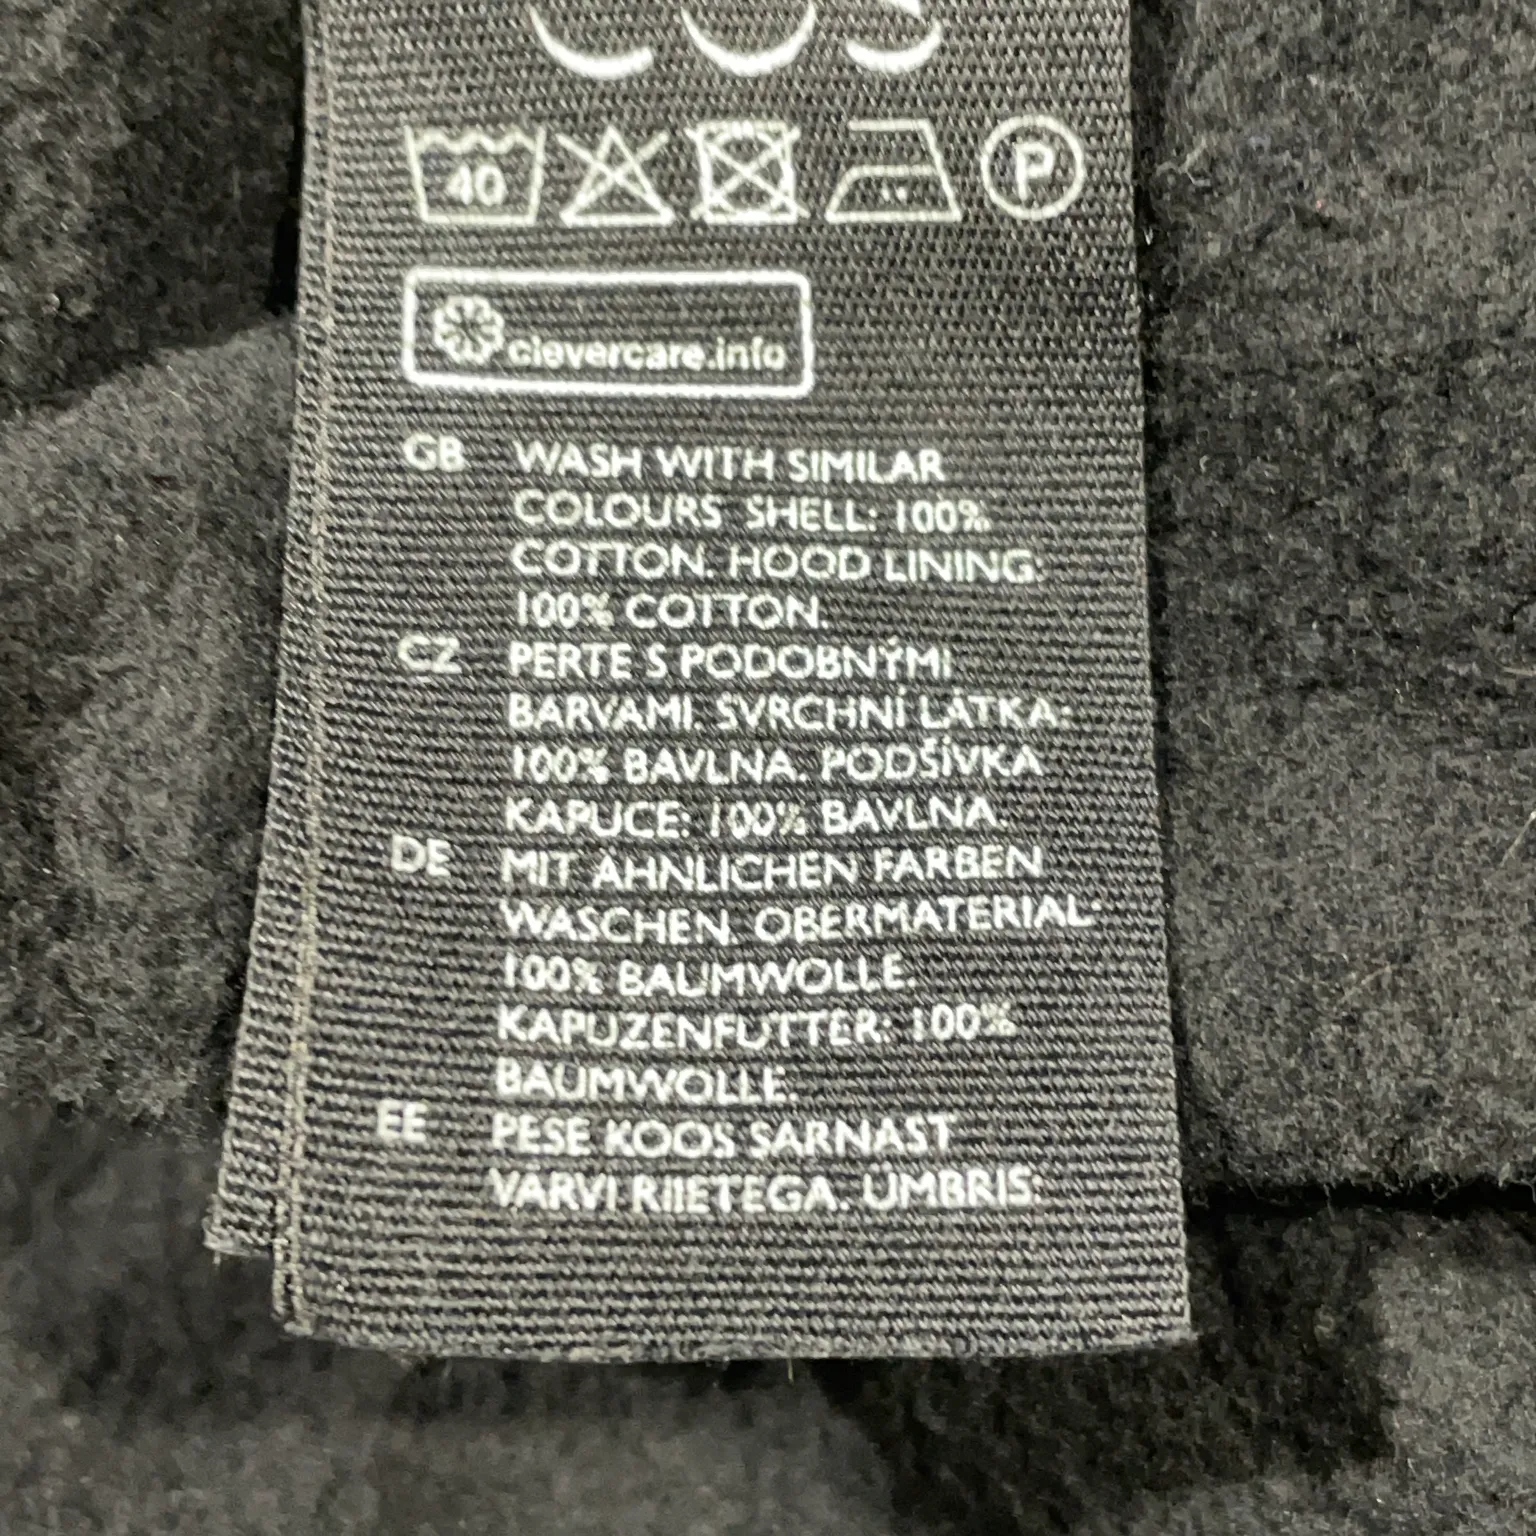 COS
40 P
clevercare.info
GB WASH WITH SIMILAR
COLOURS SHELL: 100%
COTTON. HOOD LINING:
100% COTTON.
CZ PERTE S PODOBNÝMI
BARVAMI. SVRCHNÍ LÁTKA:
100% BAVLNA. PODŠÍVKA
KAPUCE: 100% BAVLNA.
DE MIT ÄHNLICHEN FARBEN
WASCHEN. OBERMATERIAL:
100% BAUMWOLLE.
KAPUZENFUTTER: 100%
BAUMWOLLE.
EE PESE KOOS SARNAST
VÄRVI RIIETEGA. ÜMBRIS: